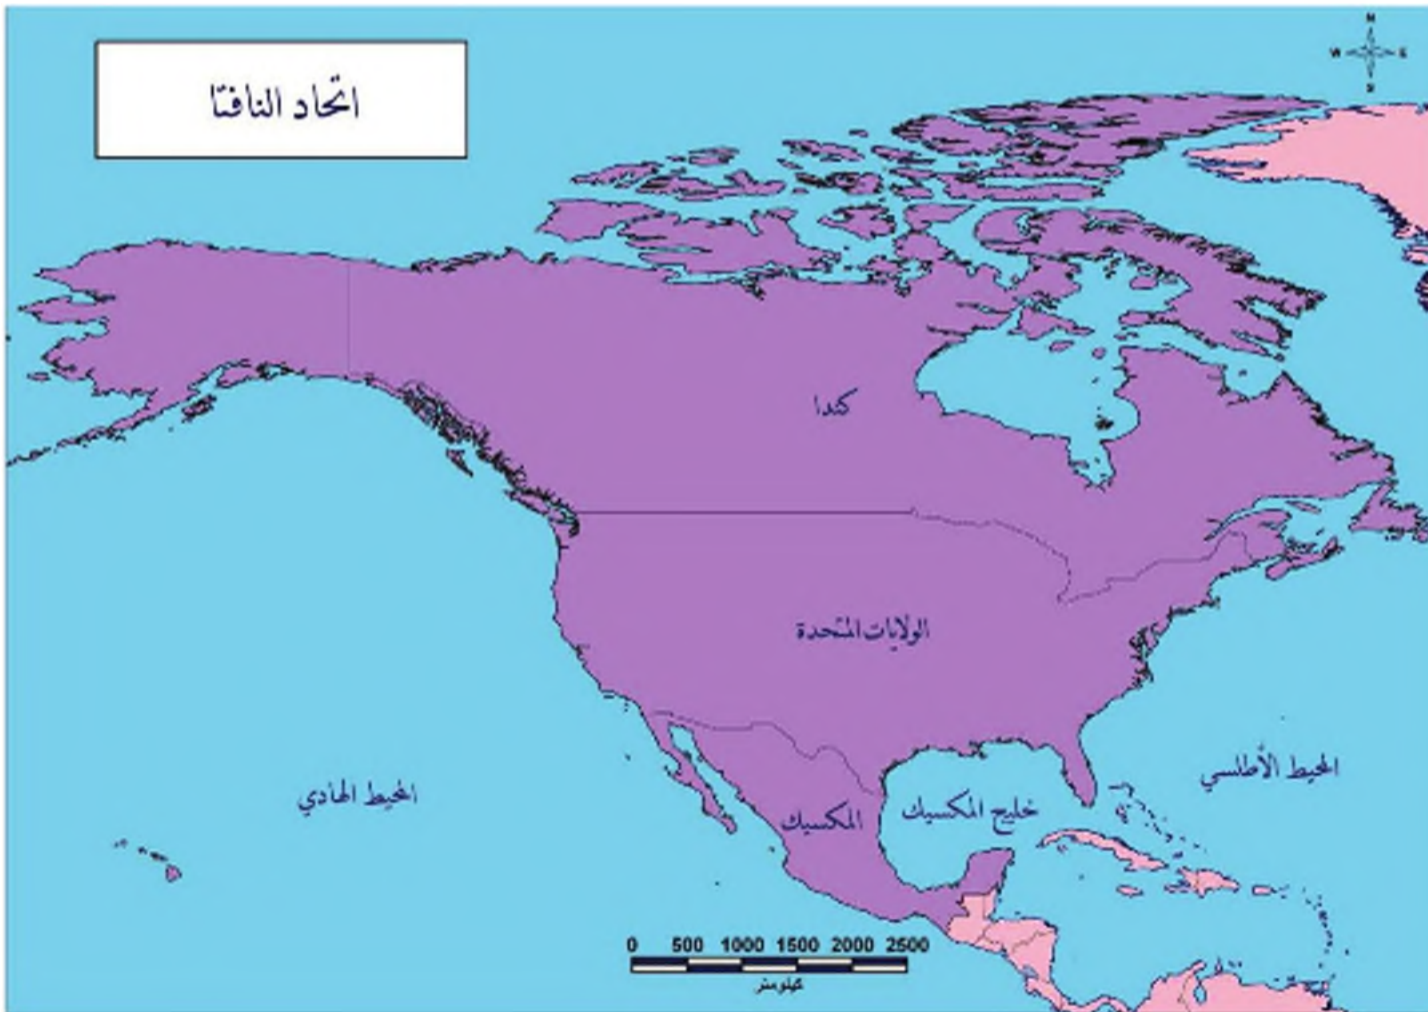 اتحاد النافتا
N
W E
S
كندا
الولايات المتحدة
المحيط الأطلسي
المحيط الهادي
خليج المكسيك
المكسيك
0 500 1000 1500 2000 2500
كيلومتر